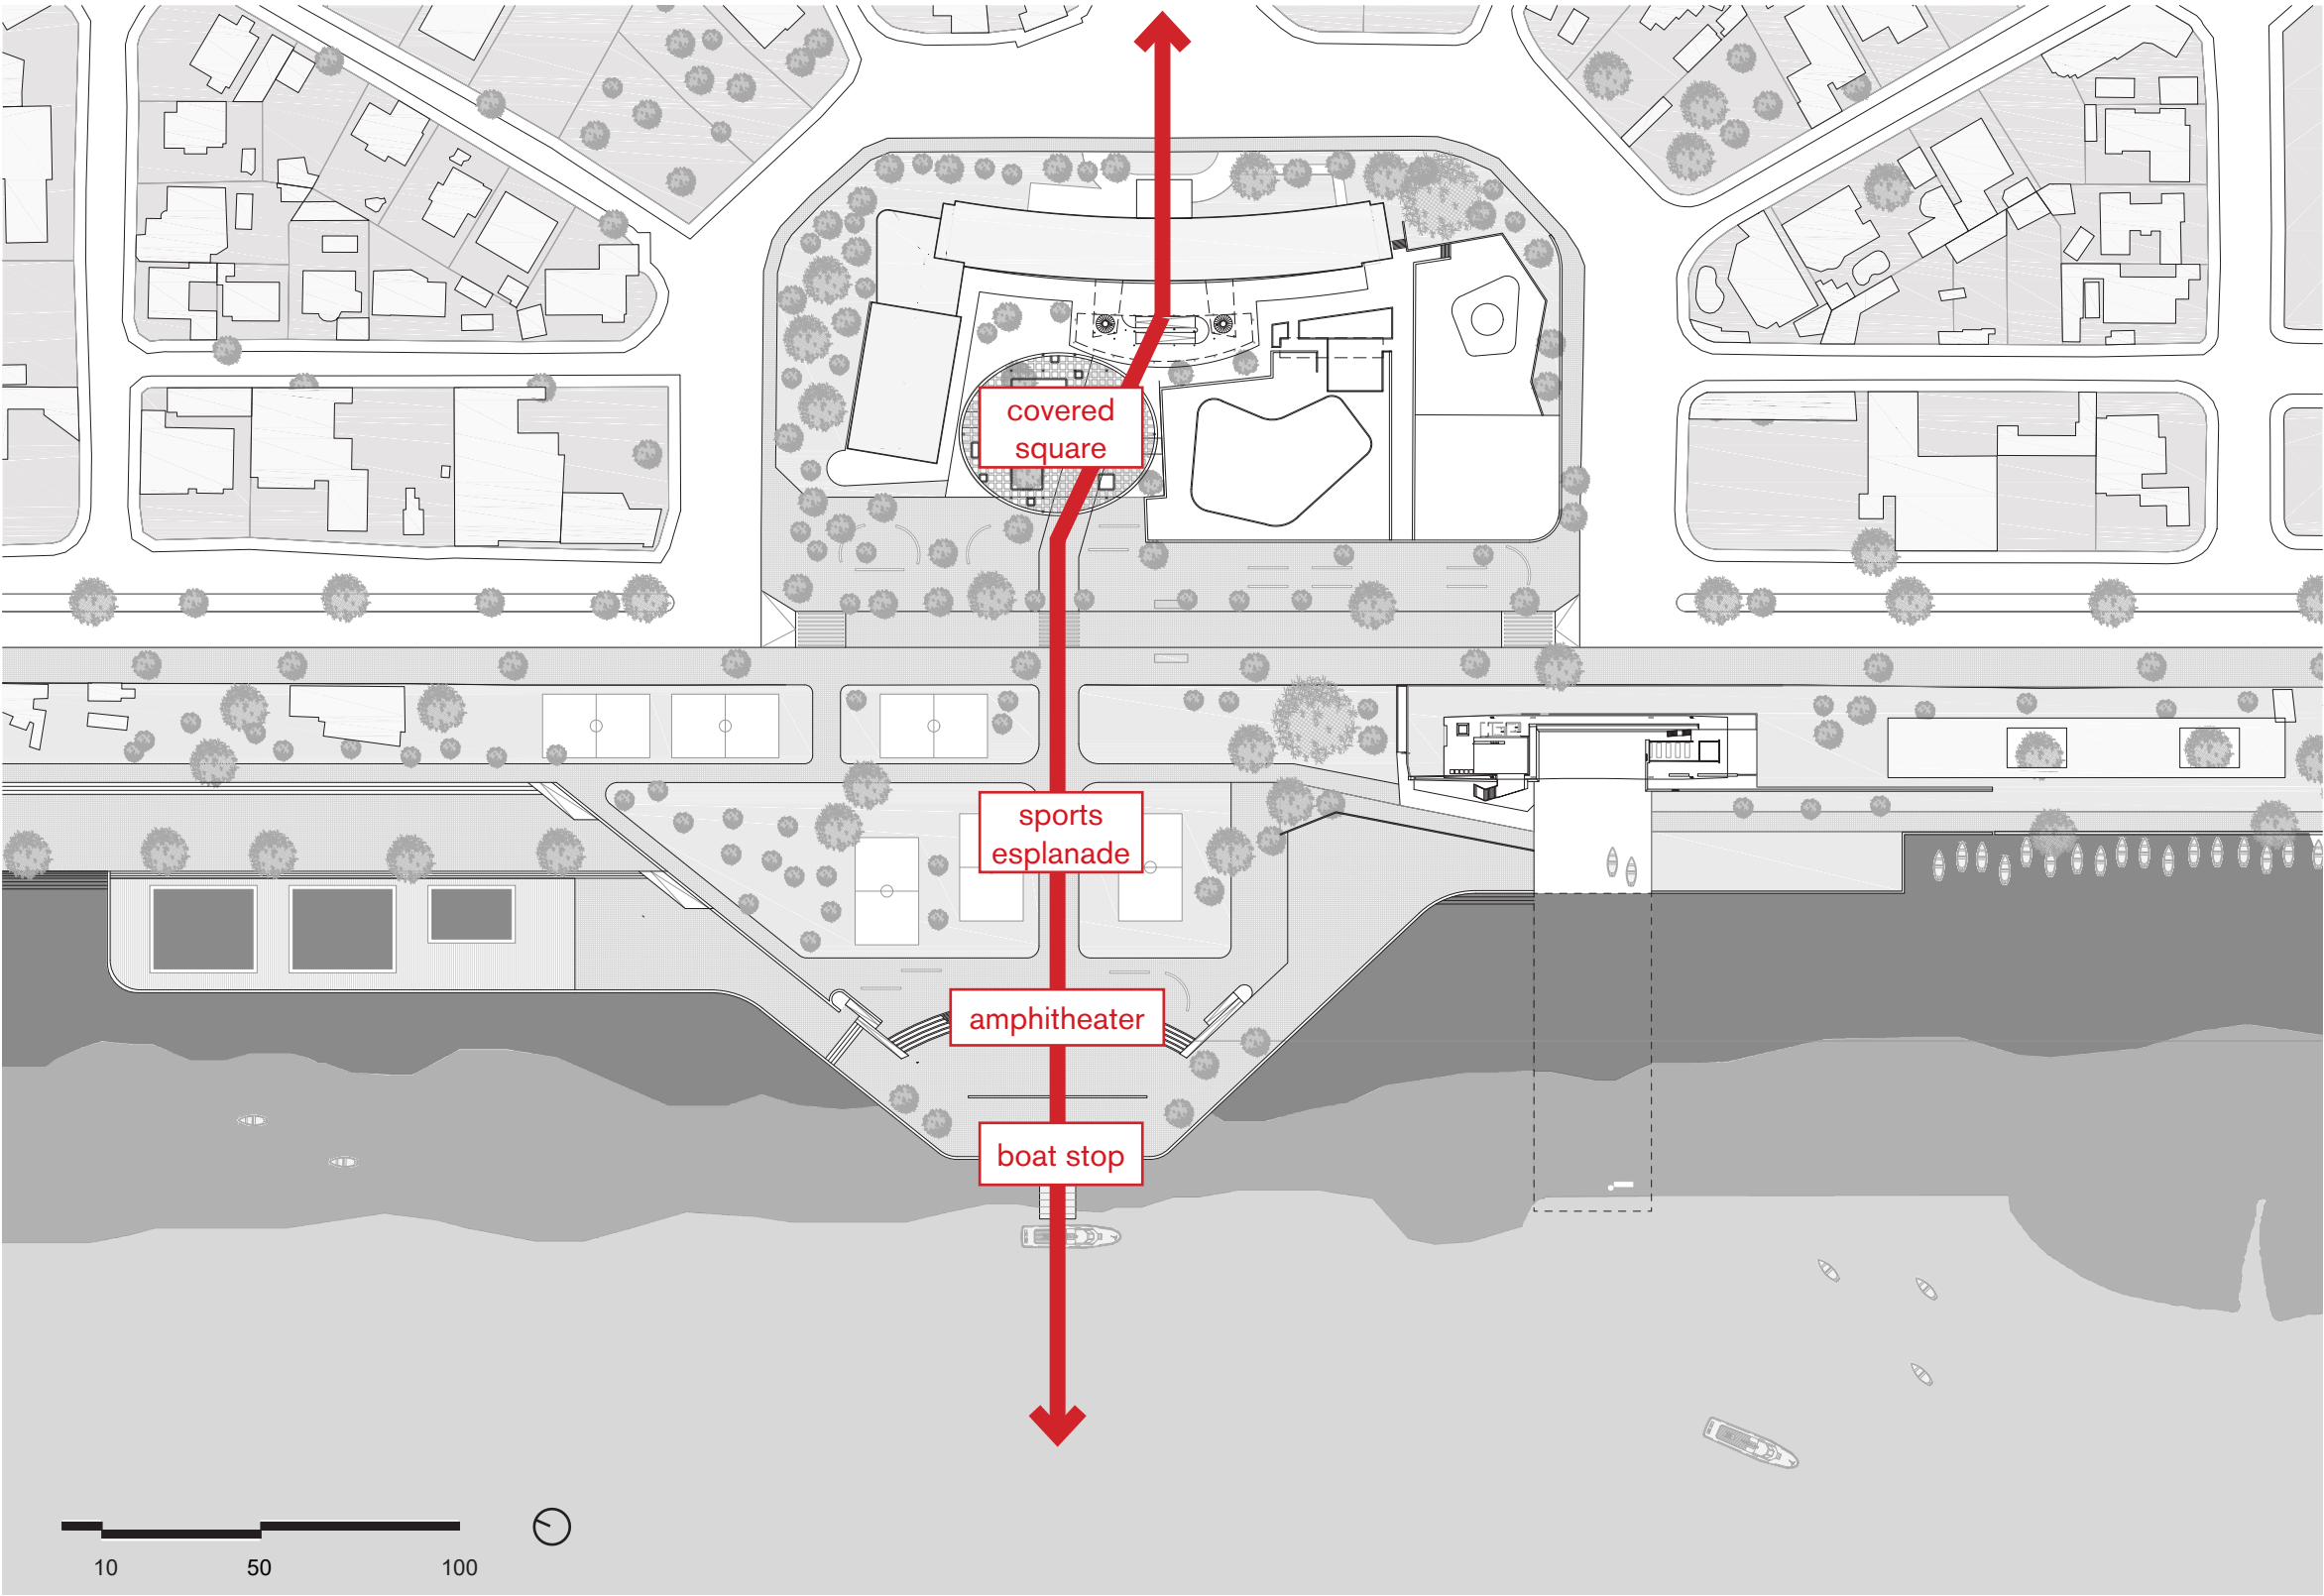 covered
square
sports
esplanade
amphitheater
boat stop
10 50 100